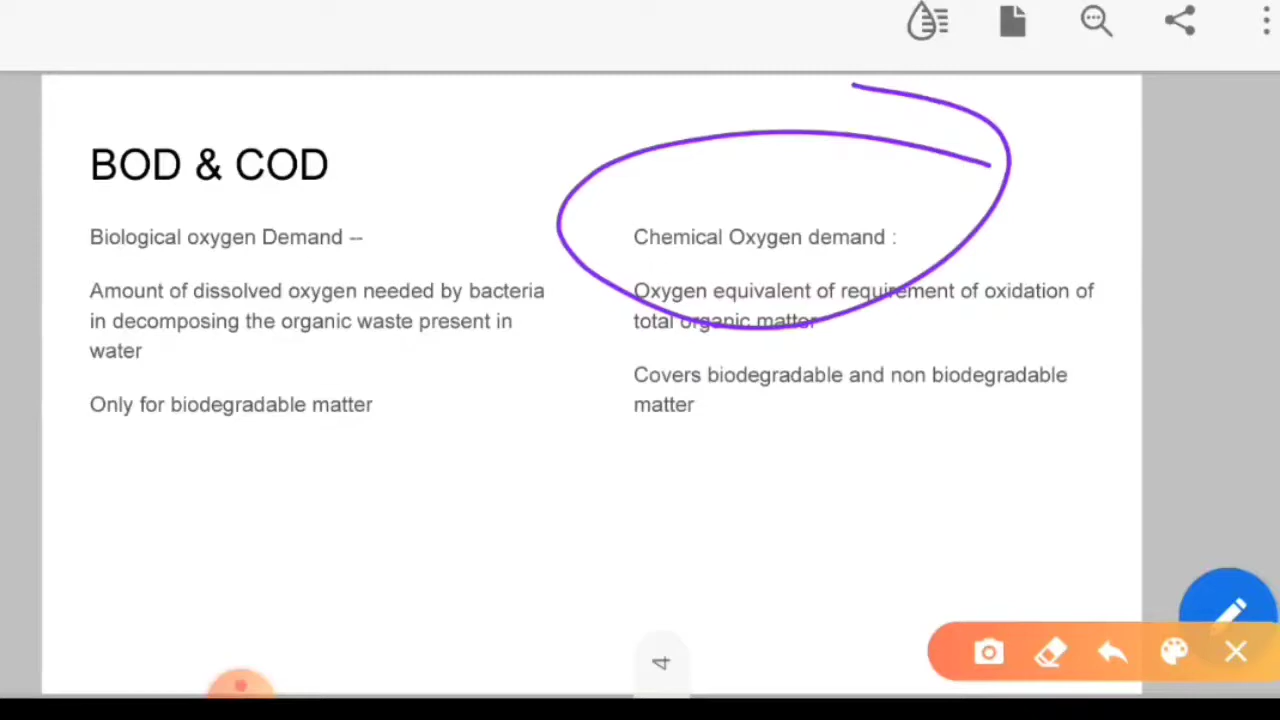 BOD & COD
Biological oxygen Demand --
Amount of dissolved oxygen needed by bacteria
in decomposing the organic waste present in
water
Only for biodegradable matter
Chemical Oxygen demand :
Oxygen equivalent of requirement of oxidation of
total organic matter
Covers biodegradable and non biodegradable
matter
4